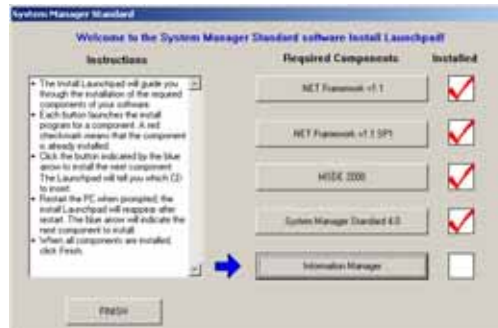 System Manager Standard
Welcome to the System Manager Standard software Install Launchpad!
Instructions
Required Components
Installed
• The Install Launchpad will guide you
through the installation of the required
components of your software.
• Each button launches the install
program for a component. A red
checkmark means that the component
is already installed.
• Click the button indicated by the blue
arrow to install the next component.
The Launchpad will tell you which CD
to insert.
• Restart the PC when prompted; the
install Launchpad will reappear after
restart. The blue arrow will indicate the
next component to install.
• When all components are installed,
click Finish.
.NET Framework v1.1
.NET Framework v1.1 SP1
MSDE 2000
System Manager Standard 4.0
Information Manager
FINISH